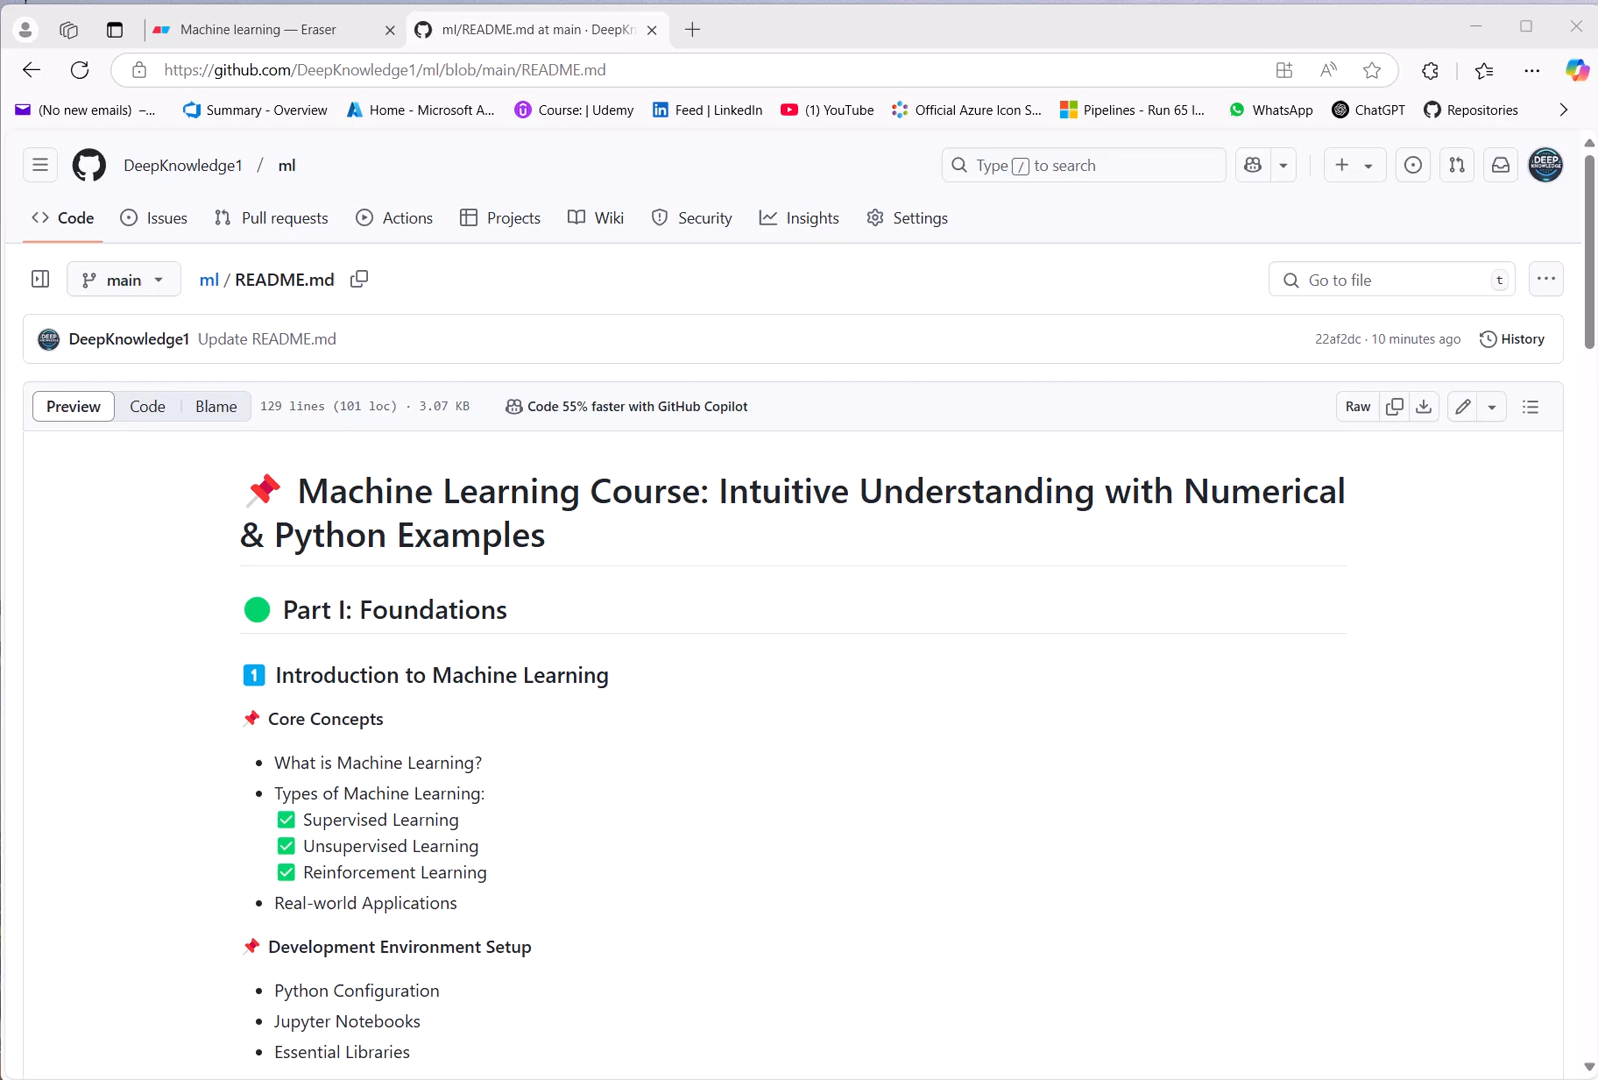 Machine learning — Eraser
ml/README.md at main · DeepKn
https://github.com/DeepKnowledge1/ml/blob/main/README.md
(No new emails) –...
Summary - Overview
Home - Microsoft A...
Course: | Udemy
Feed | LinkedIn
(1) YouTube
Official Azure Icon S...
Pipelines - Run 65 I...
WhatsApp
ChatGPT
Repositories
DeepKnowledge1 / ml
Type / to search
DEEP KNOWLEDGE
Code
Issues
Pull requests
Actions
Projects
Wiki
Security
Insights
Settings
main
ml / README.md
Go to file
t
DeepKnowledge1 Update README.md
22af2dc · 10 minutes ago
History
Preview
Code
Blame
129 lines (101 loc) · 3.07 KB
Code 55% faster with GitHub Copilot
Raw
Machine Learning Course: Intuitive Understanding with Numerical
& Python Examples
Part I: Foundations
1 Introduction to Machine Learning
Core Concepts
• What is Machine Learning?
• Types of Machine Learning:
✅ Supervised Learning
✅ Unsupervised Learning
✅ Reinforcement Learning
• Real-world Applications
Development Environment Setup
• Python Configuration
• Jupyter Notebooks
• Essential Libraries